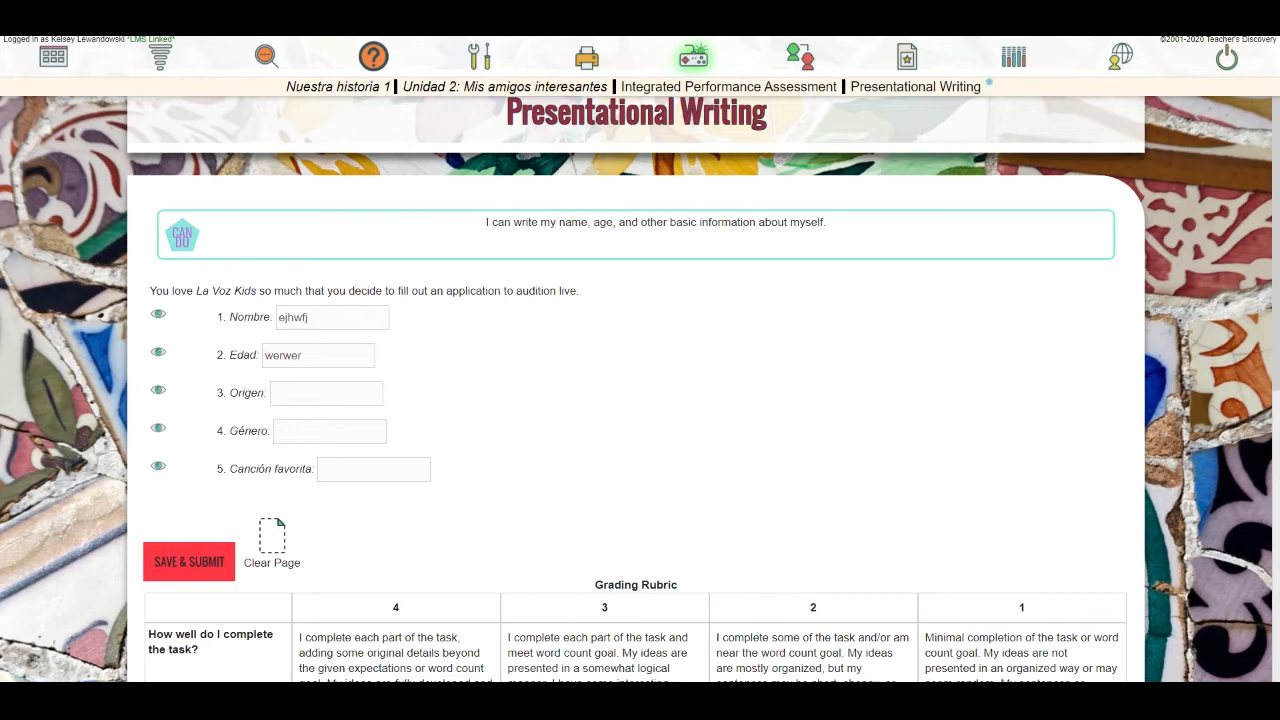 Logged in as Kelsey Lewandowski *LMS Linked*
©2001-2020 Teacher's Discovery
Nuestra historia 1 | Unidad 2: Mis amigos interesantes | Integrated Performance Assessment | Presentational Writing
Presentational Writing
CAN DO
I can write my name, age, and other basic information about myself.
You love La Voz Kids so much that you decide to fill out an application to audition live.
1. Nombre: ejhwfj
2. Edad: werwer
3. Origen:
4. Género:
5. Canción favorita:
SAVE & SUBMIT
Clear Page
Grading Rubric
4 3 2 1
How well do I complete the task?
I complete each part of the task, adding some original details beyond the given expectations or word count
I complete each part of the task and meet word count goal. My ideas are presented in a somewhat logical
I complete some of the task and/or am near the word count goal. My ideas are mostly organized, but my
Minimal completion of the task or word count goal. My ideas are not presented in an organized way or may